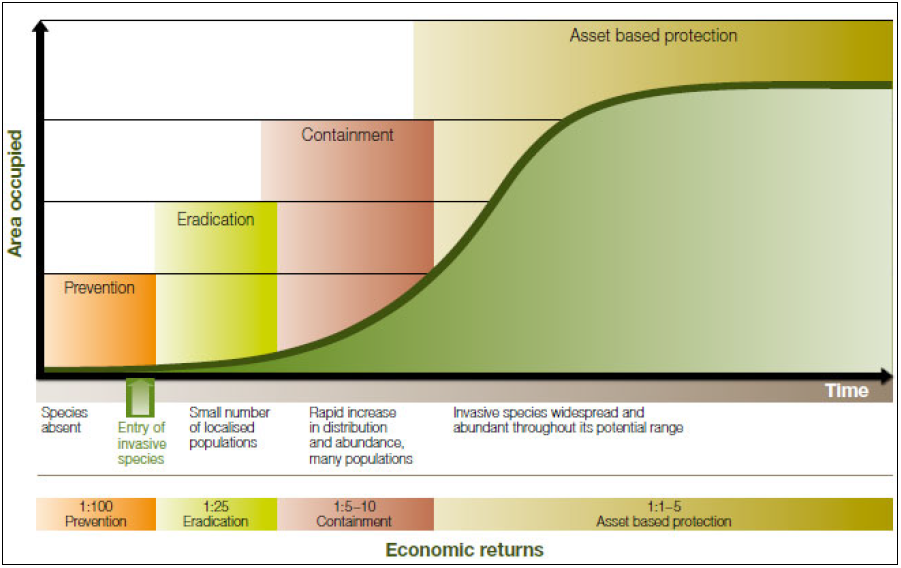 Asset based protection
Containment
Eradication
Prevention
Area occupied
Time
Species
absent
Entry of
invasive
species
Small number
of localised
populations
Rapid increase
in distribution
and abundance,
many populations
Invasive species widespread and
abundant throughout its potential range
1:100
Prevention
1:25
Eradication
1:5–10
Containment
1:1–5
Asset based protection
Economic returns